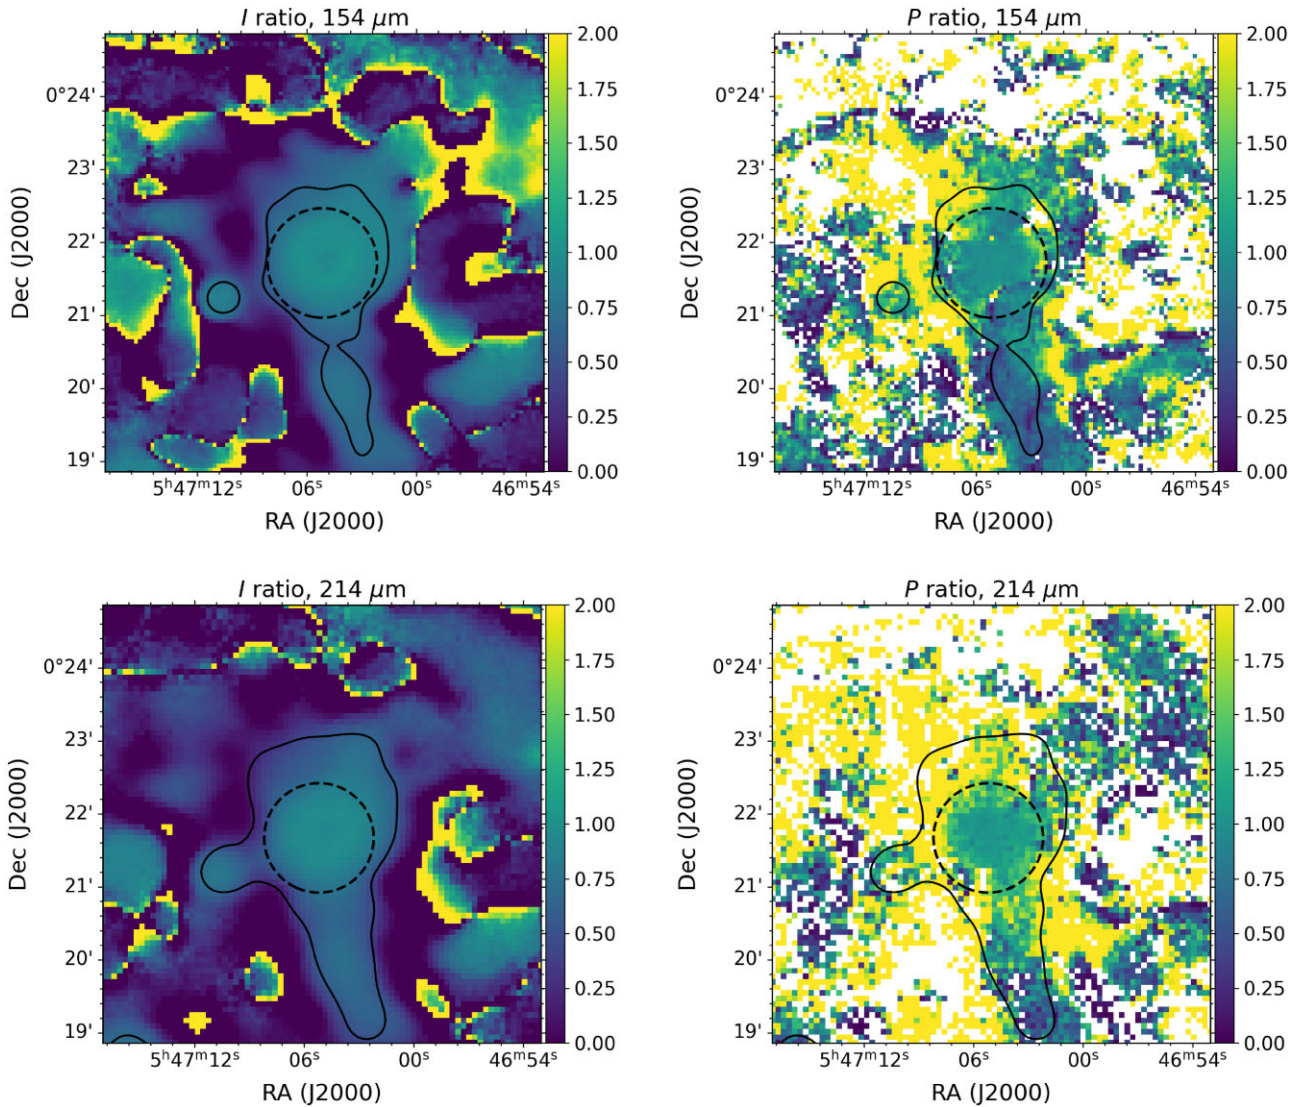 I ratio, 154 μm
P ratio, 154 μm
0°24'
23'
22'
21'
20'
19'
Dec (J2000)
5ʰ47ᵐ12ˢ
06ˢ
00ˢ
46ᵐ54ˢ
RA (J2000)
2.00
1.75
1.50
1.25
1.00
0.75
0.50
0.25
0.00
0°24'
23'
22'
21'
20'
19'
Dec (J2000)
5ʰ47ᵐ12ˢ
06ˢ
00ˢ
46ᵐ54ˢ
RA (J2000)
2.00
1.75
1.50
1.25
1.00
0.75
0.50
0.25
0.00
I ratio, 214 μm
P ratio, 214 μm
0°24'
23'
22'
21'
20'
19'
Dec (J2000)
5ʰ47ᵐ12ˢ
06ˢ
00ˢ
46ᵐ54ˢ
RA (J2000)
2.00
1.75
1.50
1.25
1.00
0.75
0.50
0.25
0.00
0°24'
23'
22'
21'
20'
19'
Dec (J2000)
5ʰ47ᵐ12ˢ
06ˢ
00ˢ
46ᵐ54ˢ
RA (J2000)
2.00
1.75
1.50
1.25
1.00
0.75
0.50
0.25
0.00